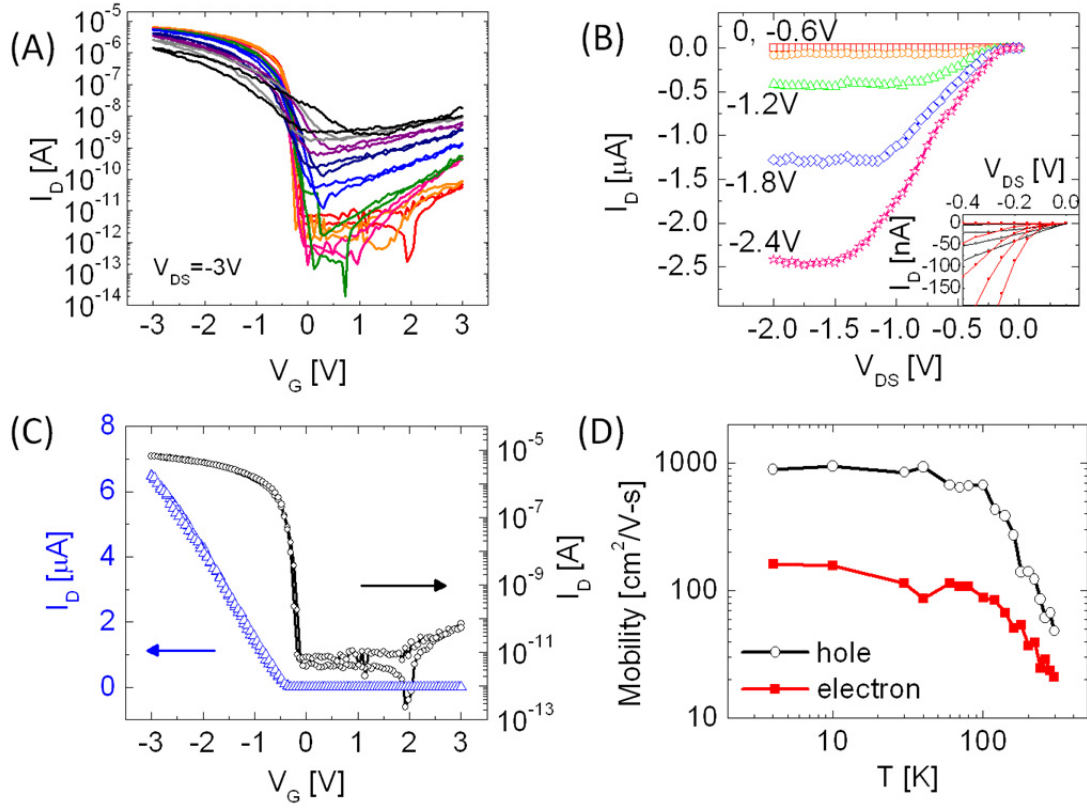 (A)
I_D [A]
10^-5
10^-6
10^-7
10^-8
10^-9
10^-10
10^-11
10^-12
10^-13
10^-14
V_DS=-3V
-3 -2 -1 0 1 2 3
V_G [V]
(B)
I_D [μA]
0.0
-0.5
-1.0
-1.5
-2.0
-2.5
0, -0.6V
-1.2V
-1.8V
-2.4V
V_DS [V]
-0.4 -0.2 0.0
I_D [nA]
0
-50
-100
-150
-2.0 -1.5 -1.0 -0.5 0.0
V_DS [V]
(C)
I_D [μA]
8
6
4
2
0
10^-5
10^-7
10^-9
10^-11
10^-13
I_D [A]
-3 -2 -1 0 1 2 3
V_G [V]
(D)
Mobility [cm^2/V-s]
1000
100
10
hole
electron
10 100
T [K]